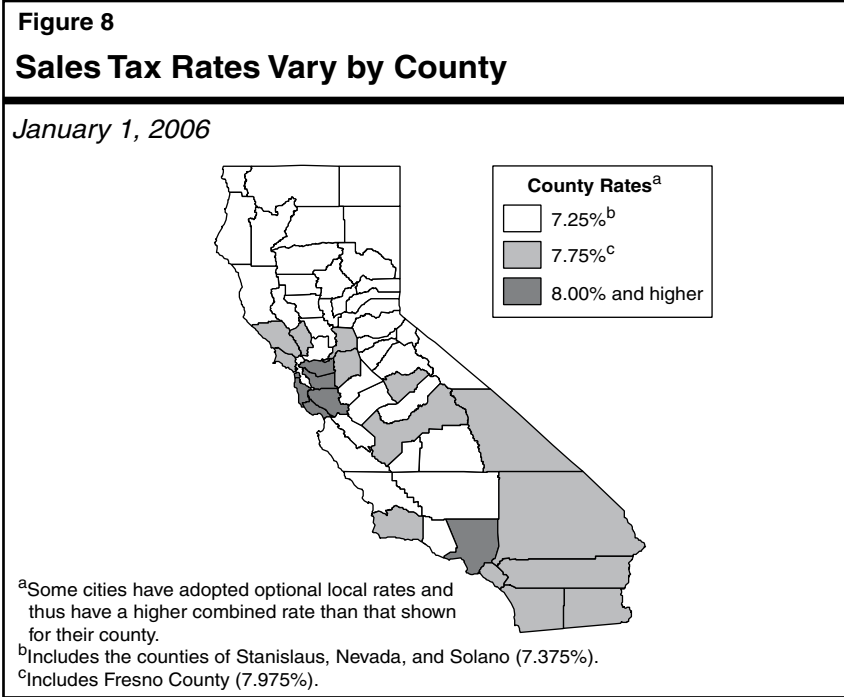 Figure 8
Sales Tax Rates Vary by County
January 1, 2006
County Ratesᵃ
7.25%ᵇ
7.75%ᶜ
8.00% and higher
ᵃSome cities have adopted optional local rates and
thus have a higher combined rate than that shown
for their county.
ᵇIncludes the counties of Stanislaus, Nevada, and Solano (7.375%).
ᶜIncludes Fresno County (7.975%).